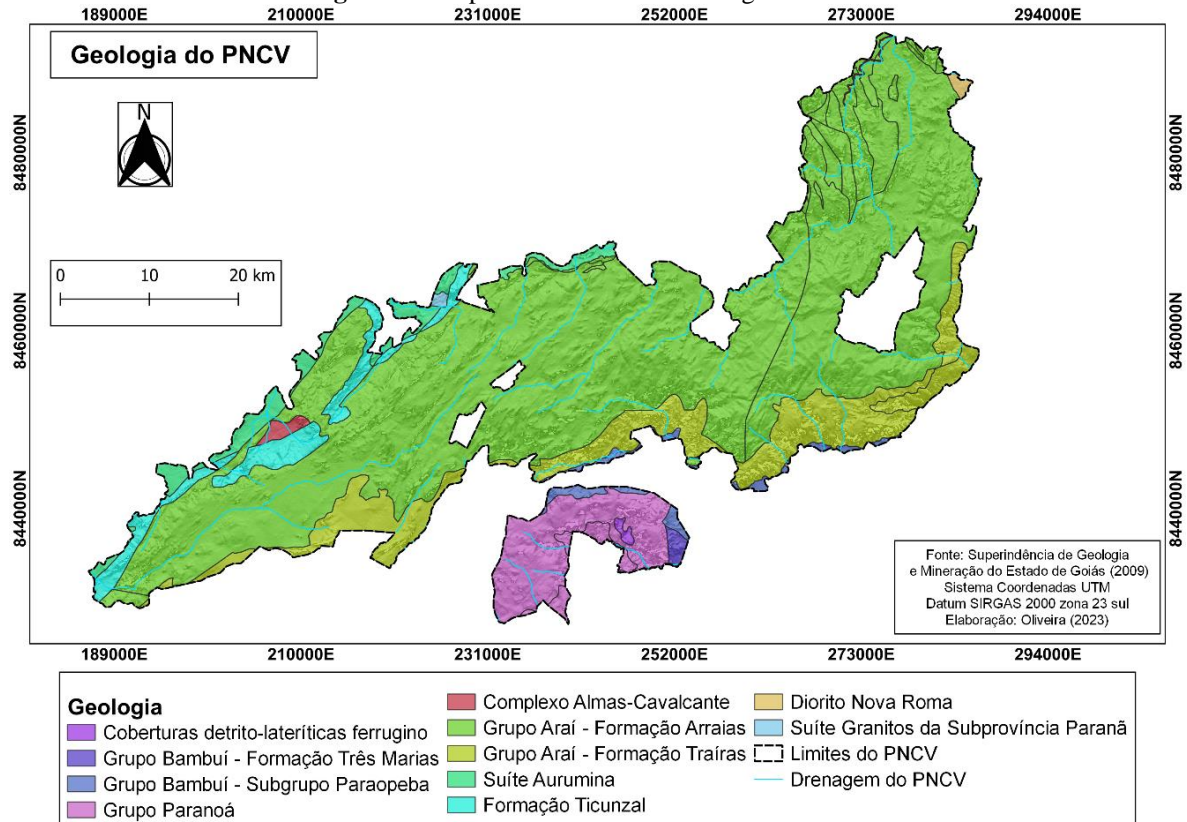 189000E 210000E 231000E 252000E 273000E 294000E
Geologia do PNCV
N
8480000N 8480000N
0 10 20 km
8460000N 8460000N
8440000N 8440000N
Fonte: Superindência de Geologia
e Mineração do Estado de Goiás (2009)
Sistema Coordenadas UTM
Datum SIRGAS 2000 zona 23 sul
Elaboração: Oliveira (2023)
189000E 210000E 231000E 252000E 273000E 294000E
Geologia
Coberturas detrito-lateríticas ferrugino
Grupo Bambuí - Formação Três Marias
Grupo Bambuí - Subgrupo Paraopeba
Grupo Paranoá
Complexo Almas-Cavalcante
Grupo Araí - Formação Arraias
Grupo Araí - Formação Traíras
Suíte Aurumina
Formação Ticunzal
Diorito Nova Roma
Suíte Granitos da Subprovíncia Paranã
Limites do PNCV
Drenagem do PNCV